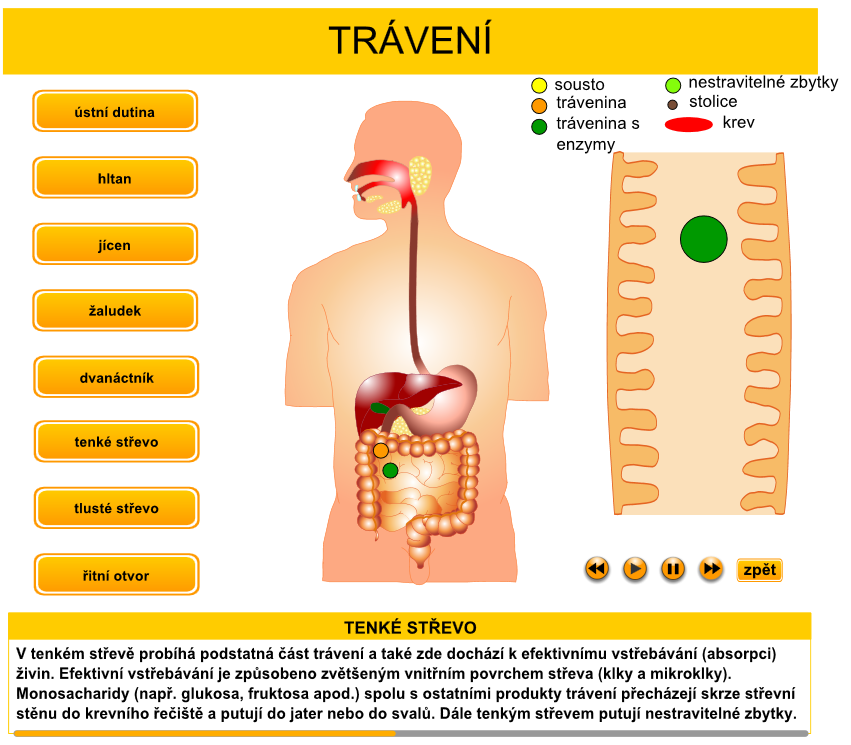 TRÁVENÍ
sousto
trávenina
trávenina s
enzymy
nestravitelné zbytky
stolice
krev
ústní dutina
hltan
jícen
žaludek
dvanáctník
tenké střevo
tlusté střevo
řitní otvor
zpět
TENKÉ STŘEVO
V tenkém střevě probíhá podstatná část trávení a také zde dochází k efektivnímu vstřebávání (absorpci)
živin. Efektivní vstřebávání je způsobeno zvětšeným vnitřním povrchem střeva (klky a mikroklky).
Monosacharidy (např. glukosa, fruktosa apod.) spolu s ostatními produkty trávení přecházejí skrze střevní
stěnu do krevního řečiště a putují do jater nebo do svalů. Dále tenkým střevem putují nestravitelné zbytky.